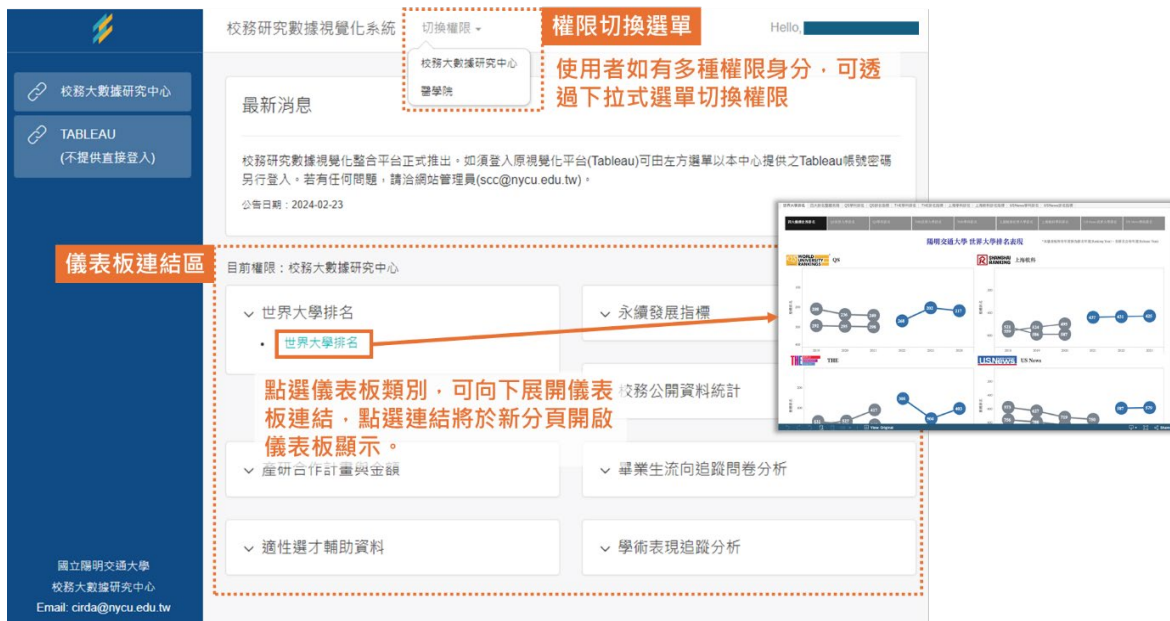 校務研究數據視覺化系統
切換權限
權限切換選單
Hello,
校務大數據研究中心
醫學院
使用者如有多種權限身分，可透
過下拉式選單切換權限
校務大數據研究中心
TABLEAU
(不提供直接登入)
最新消息
校務研究數據視覺化整合平台正式推出。如須登入原視覺化平台(Tableau)可由左方選單以本中心提供之Tableau帳號密碼
另行登入。若有任何問題，請洽網站管理員(scc@nycu.edu.tw)。
公告日期：2024-02-23
儀表板連結區
目前權限：校務大數據研究中心
世界大學排名
世界大學排名
永續發展指標
點選儀表板類別，可向下展開儀表
板連結，點選連結將於新分頁開啟
儀表板顯示。
校務公開資料統計
產研合作計畫與金額
畢業生流向追蹤問卷分析
適性選才輔助資料
學術表現追蹤分析
國立陽明交通大學
校務大數據研究中心
Email: cirda@nycu.edu.tw
陽明交通大學 世界大學排名表現
WORLD UNIVERSITY RANKINGS QS
SHANGHAI RANKING 上海軟科
THE THE
U.S.News US News
View: Original